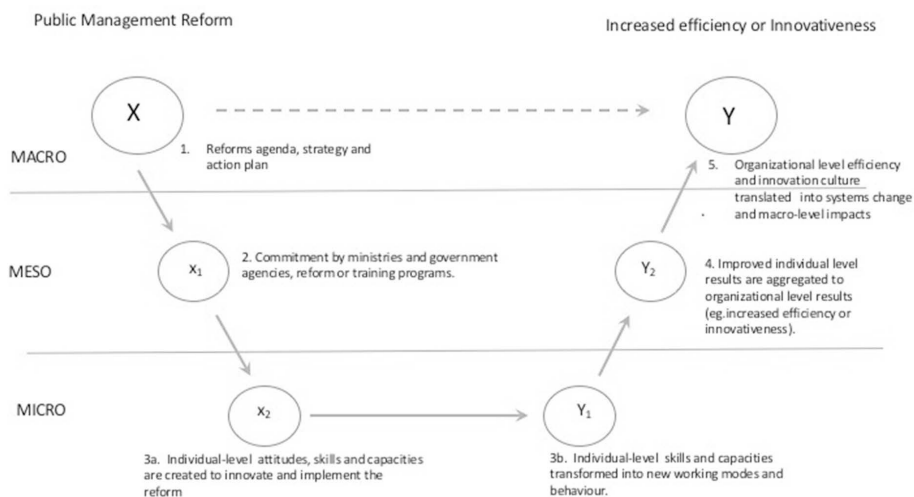 Public Management Reform
Increased efficiency or Innovativeness
X
Y
1. Reforms agenda, strategy and
action plan
MACRO
5. Organizational level efficiency
and innovation culture
translated into systems change
and macro-level impacts
MESO
x₁
2. Commitment by ministries and government
agencies, reform or training programs.
Y₂
4. Improved individual level
results are aggregated to
organizational level results
(eg.increased efficiency or
innovativeness).
MICRO
x₂
Y₁
3a. Individual-level attitudes, skills and capacities
are created to innovate and implement the
reform
3b. Individual-level skills and capacities
transformed into new working modes and
behaviour.